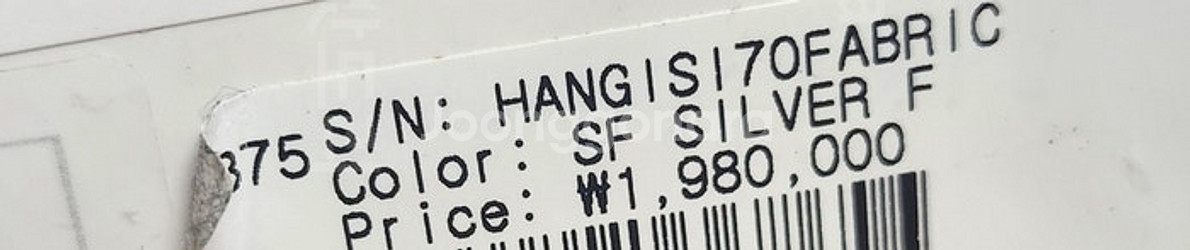 S/N: HANGISI70FABRIC
375 Color: SF SILVER F
Price: ₩1,980,000